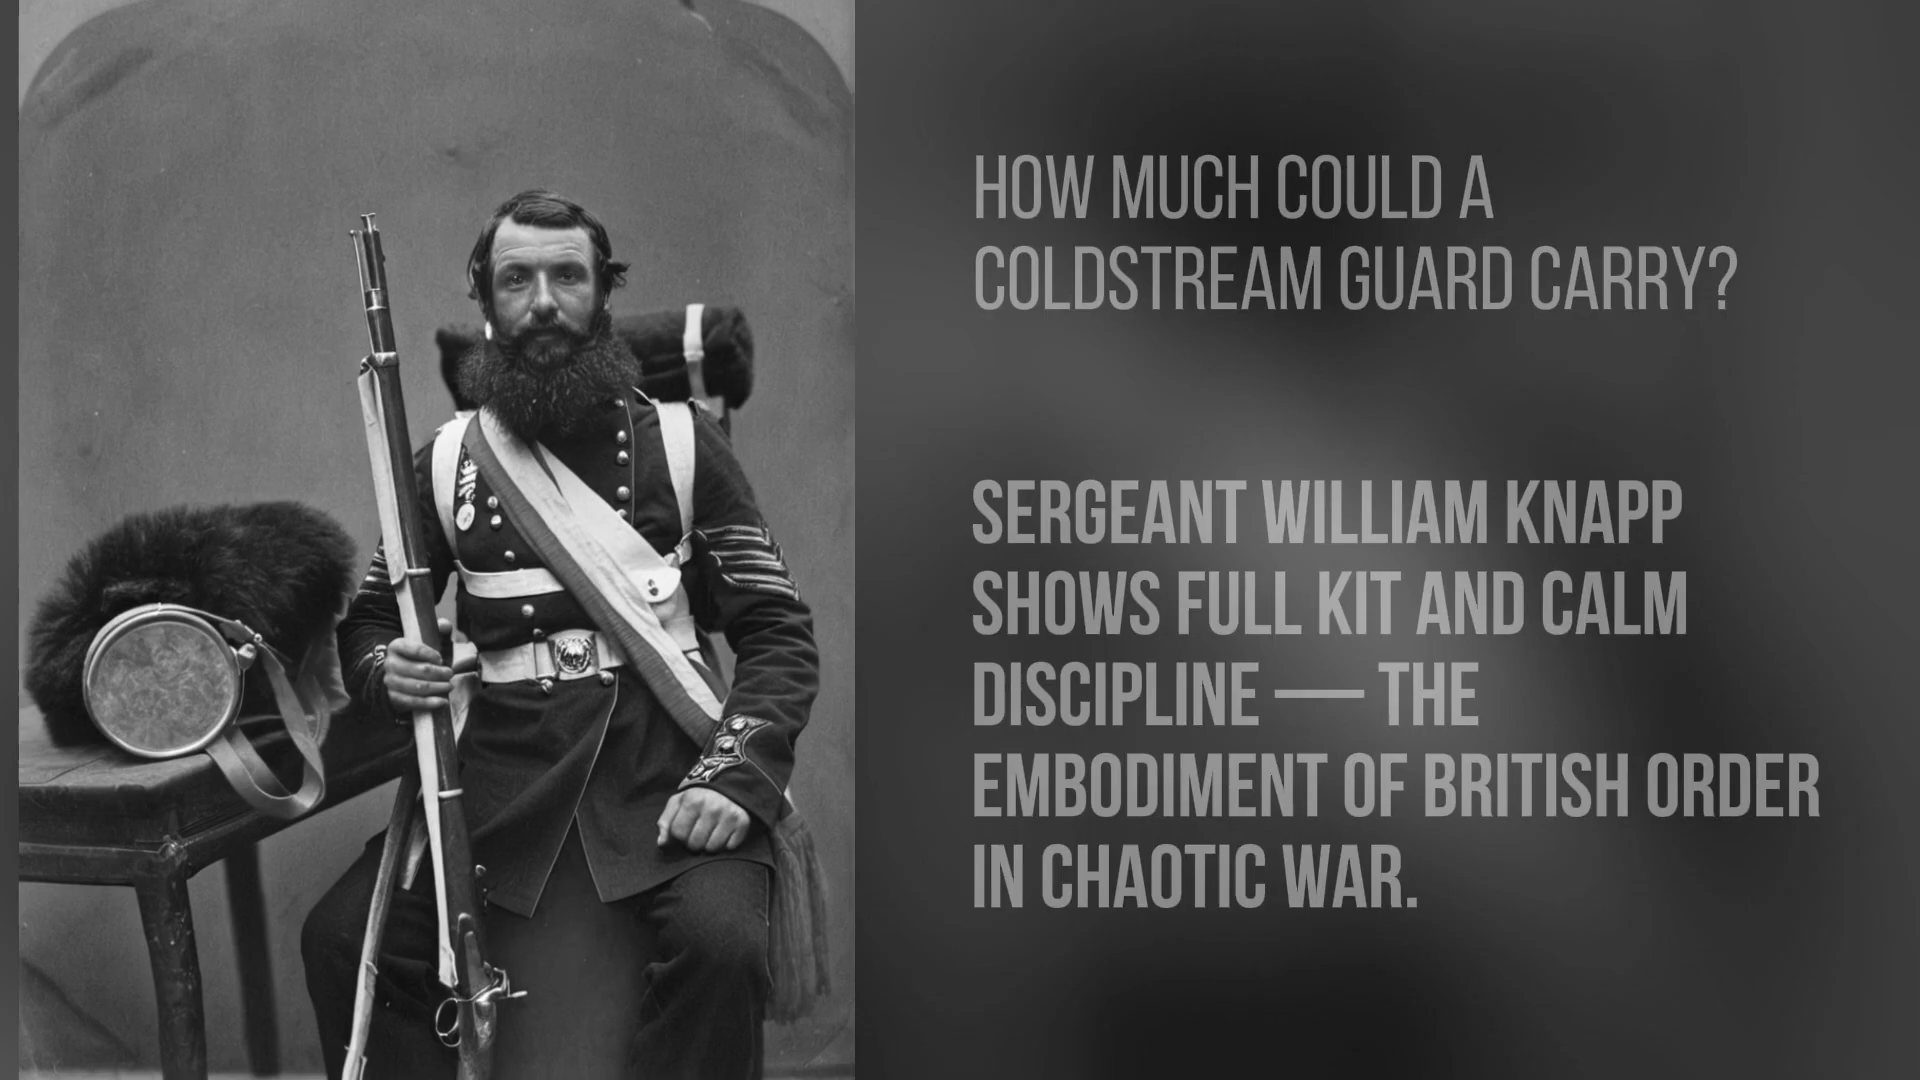 HOW MUCH COULD A
COLDSTREAM GUARD CARRY?
SERGEANT WILLIAM KNAPP
SHOWS FULL KIT AND CALM
DISCIPLINE — THE
EMBODIMENT OF BRITISH ORDER
IN CHAOTIC WAR.